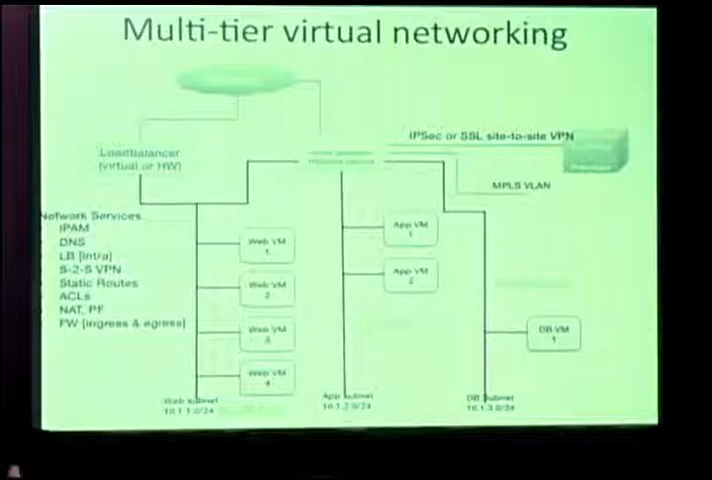 Multi-tier virtual networking
IPSec or SSL site-to-site VPN
Loadbalancer
(virtual or HW)
MPLS VLAN
Network Services
IPAM
DNS
LB [intra]
S-2-S VPN
Static Routes
ACLs
NAT, PF
FW [ingress & egress]
Web VM
1
Web VM
2
Web VM
3
Web VM
4
App VM
1
App VM
2
DB VM
1
Web subnet
10.1.1.0/24
App subnet
10.1.2.0/24
DB Subnet
10.1.3.0/24